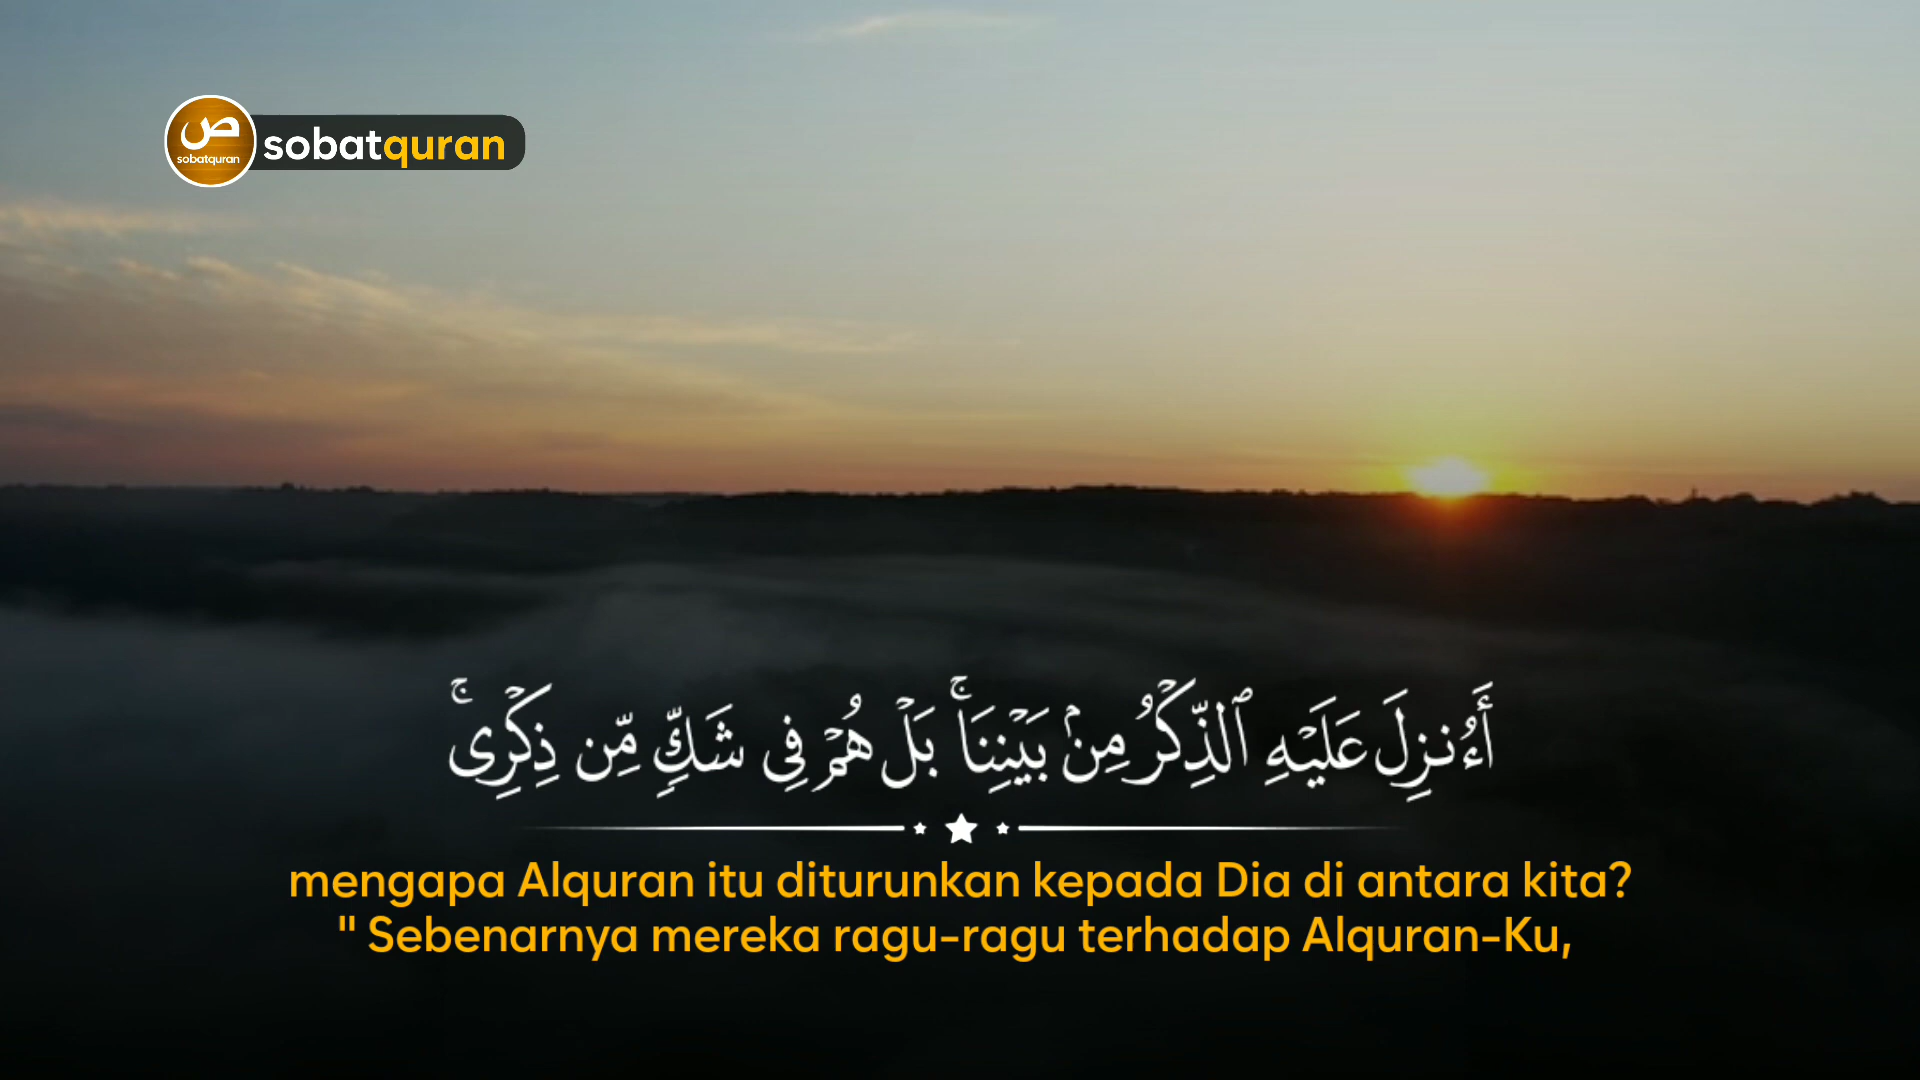 ص
sobatquran
sobatquran
أَءُنزِلَ عَلَيْهِ ٱلذِّكْرُ مِنۢ بَيْنِنَاۚ بَلْ هُمْ فِى شَكٍّ مِّن ذِكْرِىۚ
mengapa Alquran itu diturunkan kepada Dia di antara kita?
" Sebenarnya mereka ragu-ragu terhadap Alquran-Ku,